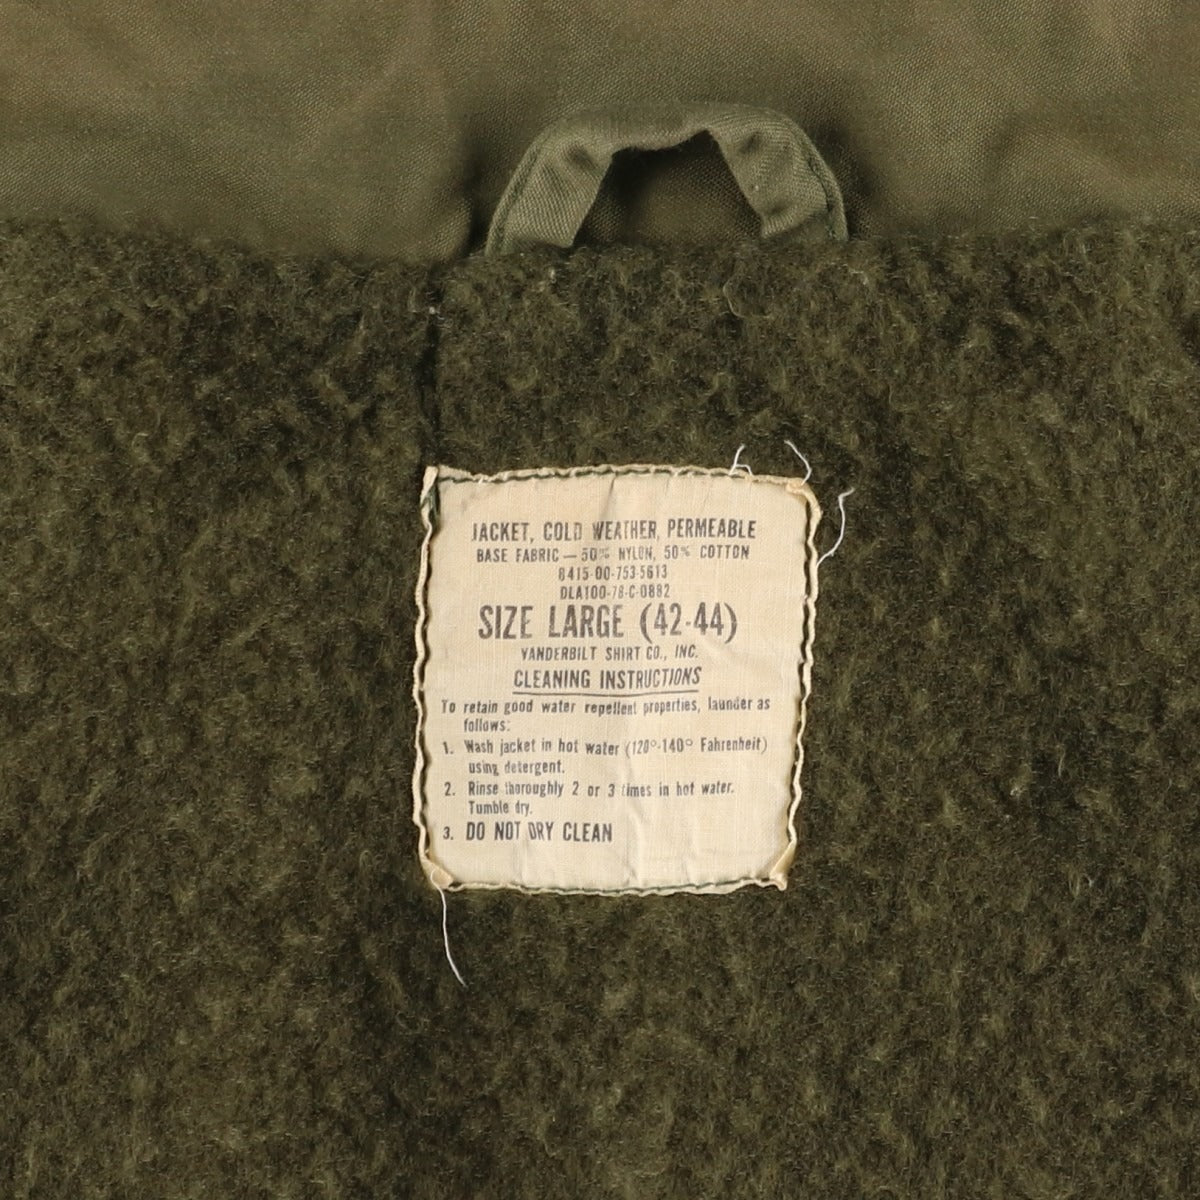 JACKET, COLD WEATHER, PERMEABLE
BASE FABRIC — 50% NYLON, 50% COTTON
8415-00-753-5613
DLA100-78-C-0882
SIZE LARGE (42-44)
VANDERBILT SHIRT CO., INC.
CLEANING INSTRUCTIONS
To retain good water repellent properties, launder as
follows:
1. Wash jacket in hot water (120°-140° Fahrenheit)
using detergent.
2. Rinse thoroughly 2 or 3 times in hot water.
Tumble dry.
3. DO NOT DRY CLEAN